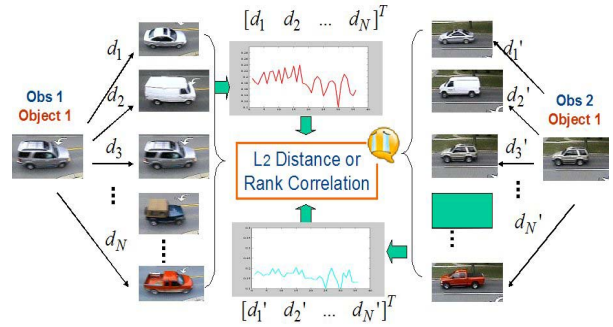 [d1 d2 ... dN]^T
d1
d2
d3
dN
Obs 1
Object 1
L2 Distance or
Rank Correlation
d1'
d2'
d3'
dN'
Obs 2
Object 1
[d1' d2' ... dN']^T